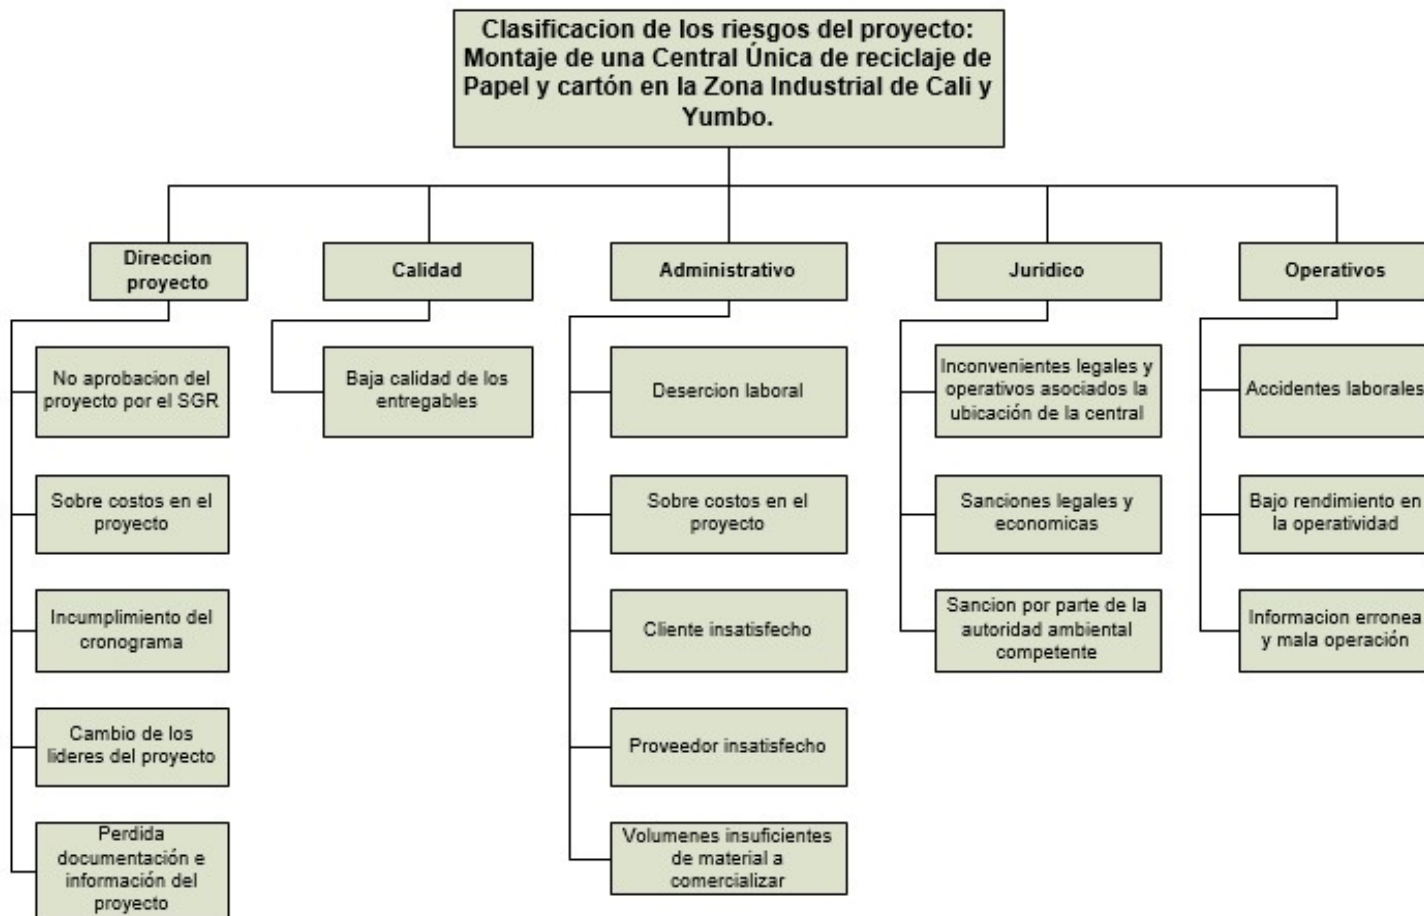 Clasificacion de los riesgos del proyecto:
Montaje de una Central Única de reciclaje de
Papel y cartón en la Zona Industrial de Cali y
Yumbo.
Direccion
proyecto
Calidad
Administrativo
Juridico
Operativos
No aprobacion del
proyecto por el SGR
Sobre costos en el
proyecto
Incumplimiento del
cronograma
Cambio de los
lideres del proyecto
Perdida
documentación e
información del
proyecto
Baja calidad de los
entregables
Desercion laboral
Sobre costos en el
proyecto
Cliente insatisfecho
Proveedor insatisfecho
Volumenes insuficientes
de material a
comercializar
Inconvenientes legales y
operativos asociados la
ubicación de la central
Sanciones legales y
economicas
Sancion por parte de la
autoridad ambiental
competente
Accidentes laborales
Bajo rendimiento en
la operatividad
Informacion erronea
y mala operación